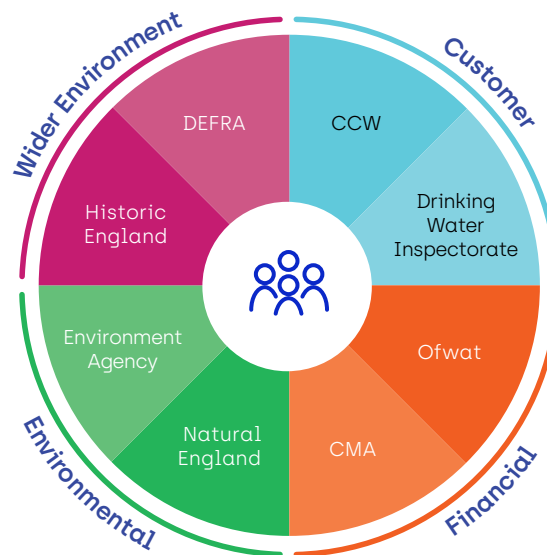 Wider Environment
Customer
DEFRA
CCW
Historic
England
Drinking
Water
Inspectorate
Environment
Agency
Ofwat
Natural
England
CMA
Environmental
Financial